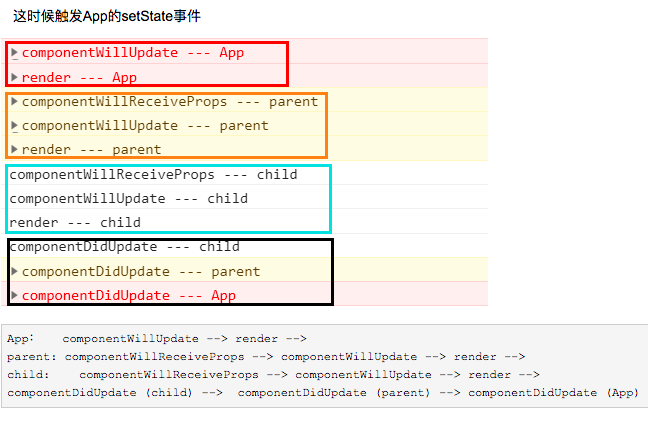 这时候触发App的setState事件
componentWillUpdate --- App
render --- App
componentWillReceiveProps --- parent
componentWillUpdate --- parent
render --- parent
componentWillReceiveProps --- child
componentWillUpdate --- child
render --- child
componentDidUpdate --- child
componentDidUpdate --- parent
componentDidUpdate --- App
App: componentWillUpdate --> render -->
parent: componentWillReceiveProps --> componentWillUpdate --> render -->
child: componentWillReceiveProps --> componentWillUpdate --> render -->
componentDidUpdate (child) --> componentDidUpdate (parent) --> componentDidUpdate (App)